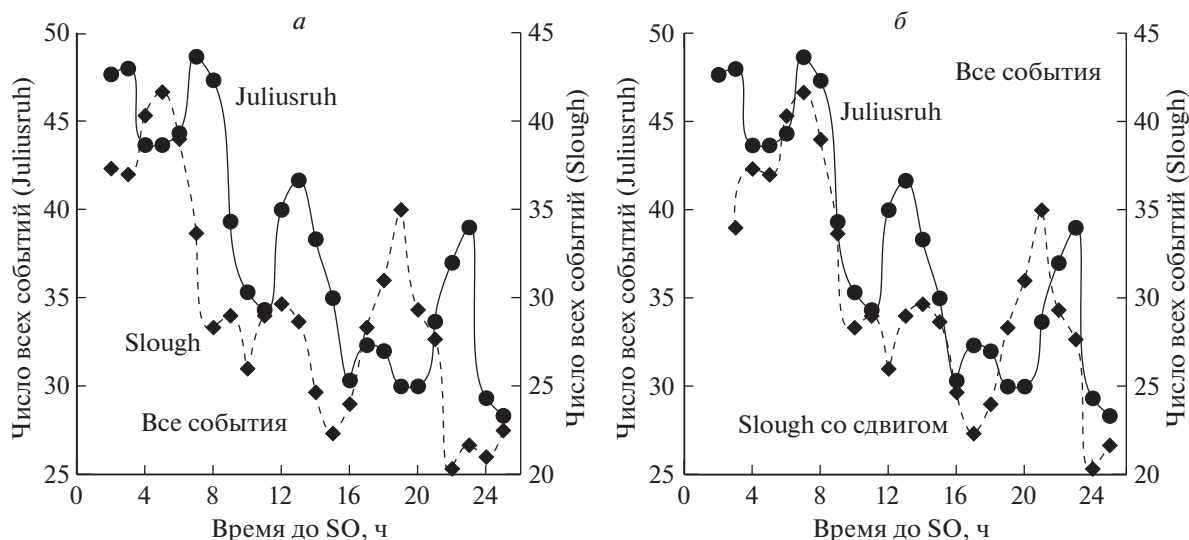 а
50
45
40
35
30
25
Число всех событий (Juliusruh)
45
40
35
30
25
20
Число всех событий (Slough)
Juliusruh
Slough
Все события
0 4 8 12 16 20 24
Время до SO, ч
б
50
45
40
35
30
25
Число всех событий (Juliusruh)
45
40
35
30
25
20
Число всех событий (Slough)
Все события
Juliusruh
Slough со сдвигом
0 4 8 12 16 20 24
Время до SO, ч